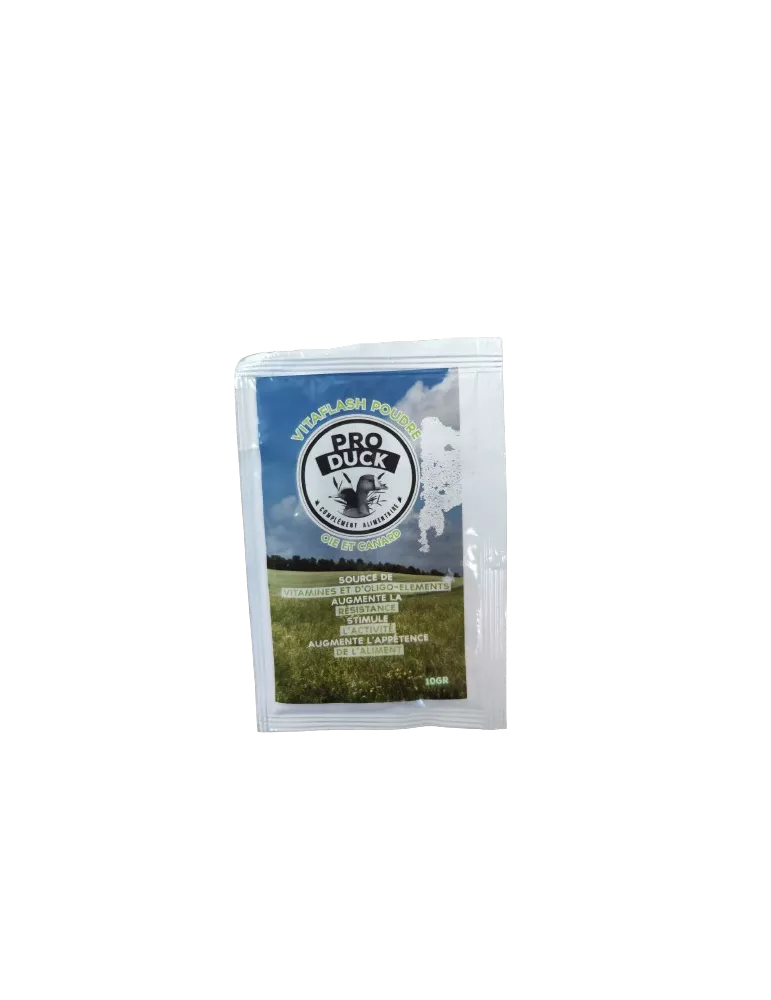 VITAFLASH POUDRE
PRO
DUCK
COMPLÉMENT ALIMENTAIRE
OIE ET CANARD
SOURCE DE
VITAMINES ET D'OLIGO-ELEMENTS
AUGMENTE LA
RÉSISTANCE
STIMULE
L'ACTIVITÉ
AUGMENTE L'APPÉTENCE
DE L'ALIMENT
10GR